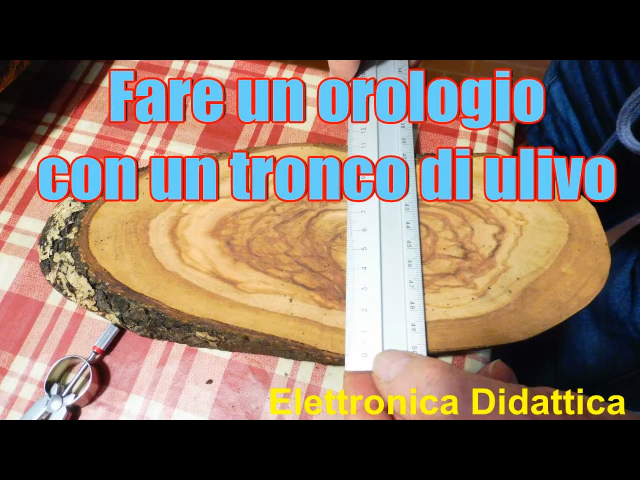 Fare un orologio
con un tronco di ulivo
Elettronica Didattica